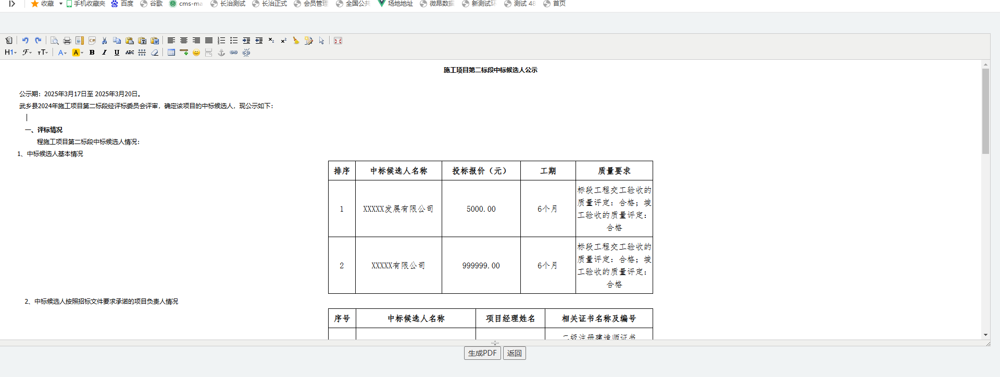 收藏 手机收藏夹 百度 谷歌 cms-ma 长治测试 长治正式 会员管理 全国公共 场地地址 微昂数据 新测试环 测试 48 首页
H1 F тT A A B I U ABC
施工项目第二标段中标候选人公示
公示期：2025年3月17日至 2025年3月20日。
武乡县2024年施工项目第二标段经评标委员会评审，确定该项目的中标候选人，现公示如下：
一、评标情况
程施工项目第二标段中标候选人情况：
1、中标候选人基本情况
排序 中标候选人名称 投标报价（元） 工期 质量要求
标段工程交工验收的
质量评定：合格；竣
1 XXXXX发展有限公司 5000.00 6个月
工验收的质量评定：
合格
标段工程交工验收的
质量评定：合格；竣
2 XXXXX有限公司 999999.00 6个月
工验收的质量评定：
合格
2、中标候选人按照招标文件要求承诺的项目负责人情况
序号 中标候选人名称 项目经理姓名 相关证书名称及编号
二级注册建造师证书
生成PDF 返回